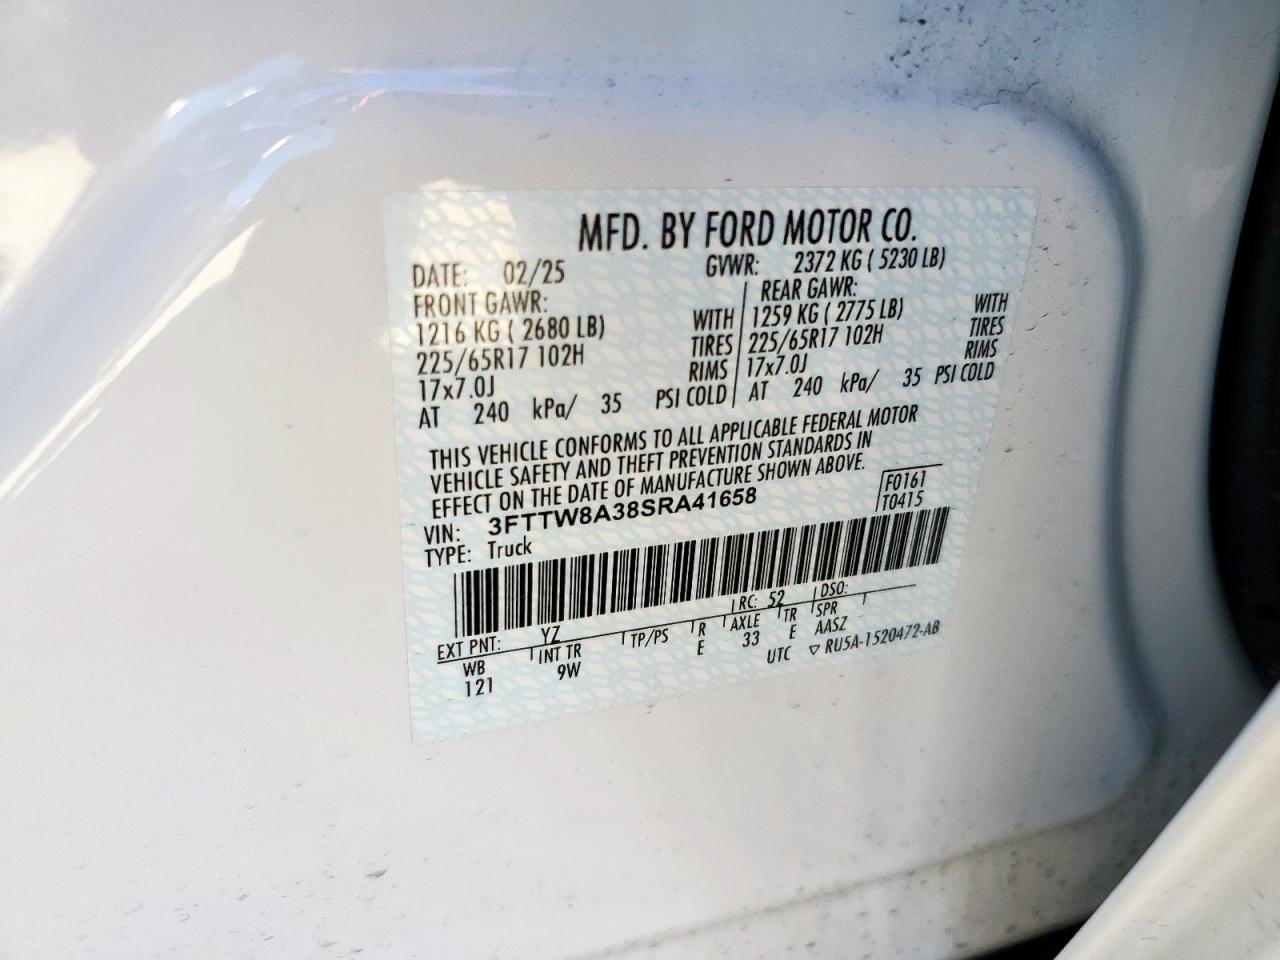 MFD. BY FORD MOTOR CO.
DATE: 02/25 GVWR: 2372 KG ( 5230 LB)
FRONT GAWR: REAR GAWR:
1216 KG ( 2680 LB) WITH 1259 KG ( 2775 LB) WITH
225/65R17 102H TIRES 225/65R17 102H TIRES
17x7.0J RIMS 17x7.0J RIMS
AT 240 kPa/ 35 PSI COLD AT 240 kPa/ 35 PSI COLD
THIS VEHICLE CONFORMS TO ALL APPLICABLE FEDERAL MOTOR
VEHICLE SAFETY AND THEFT PREVENTION STANDARDS IN
EFFECT ON THE DATE OF MANUFACTURE SHOWN ABOVE.
F0161
VIN: 3FTTW8A38SRA41658 T0415
TYPE: Truck
EXT PNT: YZ RC: 52 DSO:
WB INT TR TP/PS R AXLE TR SPR
121 9W E 33 E AASZ
UTC ▽ RU5A-1520472-AB